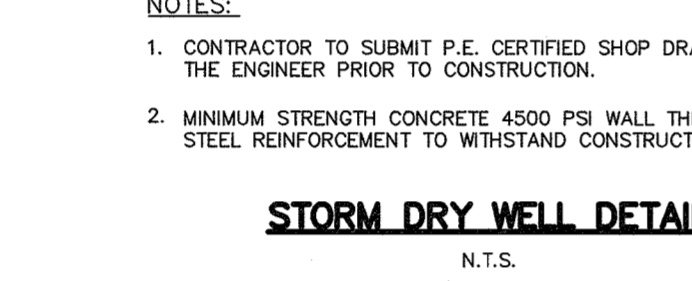 NOTES:
1. CONTRACTOR TO SUBMIT P.E. CERTIFIED SHOP
THE ENGINEER PRIOR TO CONSTRUCTION.
2. MINIMUM STRENGTH CONCRETE 4500 PSI WALL
STEEL REINFORCEMENT TO WITHSTAND
STORM DRY WELL
N.T.S.